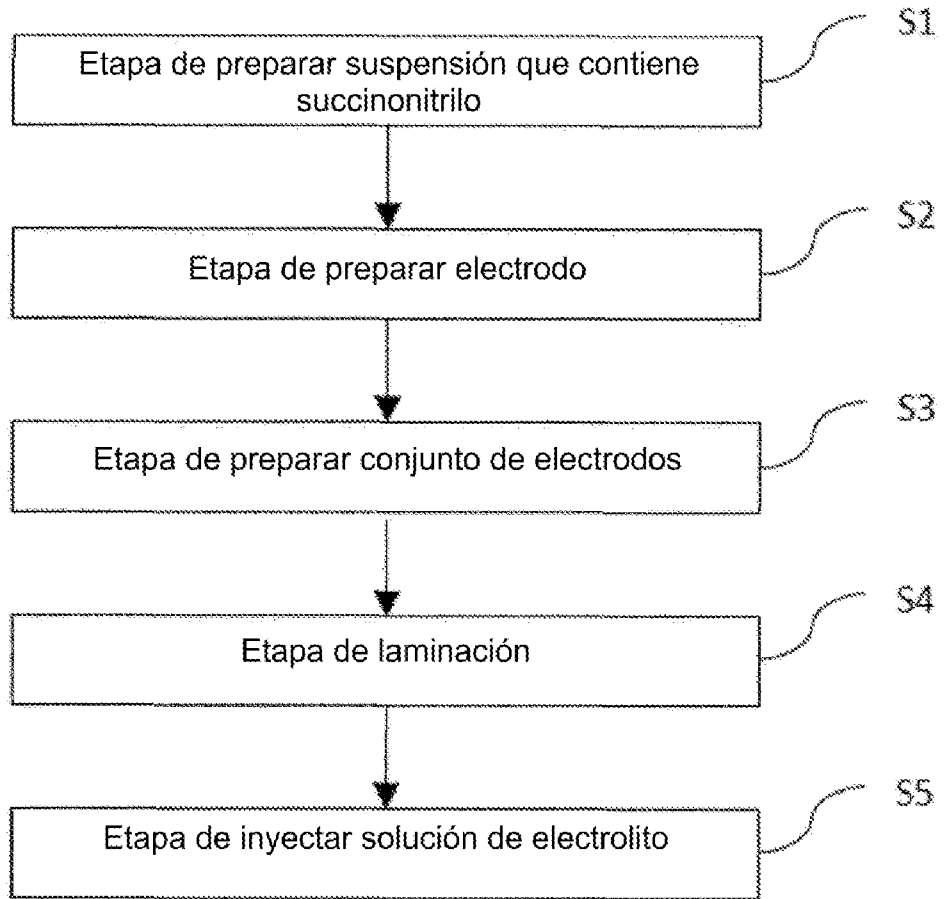 S1
Etapa de preparar suspensión que contiene
succinonitrilo
S2
Etapa de preparar electrodo
S3
Etapa de preparar conjunto de electrodos
S4
Etapa de laminación
S5
Etapa de inyectar solución de electrolito